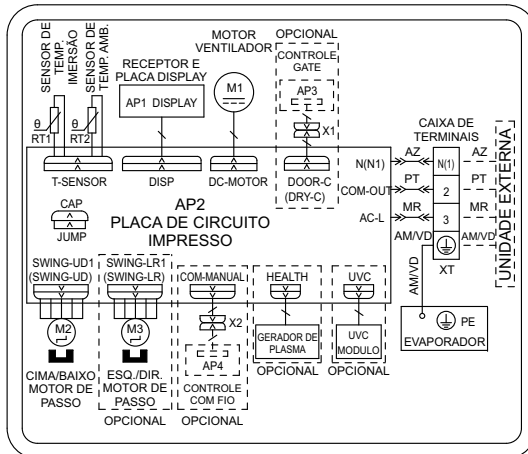 SENSOR DE
TEMP.
IMERSÃO
SENSOR DE
TEMP. AMB.
θ
RT1
θ
RT2
RECEPTOR E
PLACA DISPLAY
AP1 DISPLAY
MOTOR
VENTILADOR
M1
OPCIONAL
CONTROLE
GATE
AP3
X1
T-SENSOR
DISP
DC-MOTOR
DOOR-C
(DRY-C)
CAP
JUMP
AP2
PLACA DE CIRCUITO
IMPRESSO
N(N1)
COM-OUT
AC-L
AZ
PT
MR
AM/VD
CAIXA DE
TERMINAIS
N(1)
2
3
XT
AZ
PT
MR
AM/VD
UNIDADE EXTERNA
AM/VD
PE
EVAPORADOR
SWING-UD1
(SWING-UD)
M2
CIMA/BAIXO
MOTOR DE
PASSO
SWING-LR1
(SWING-LR)
M3
ESQ./DIR.
MOTOR DE
PASSO
OPCIONAL
COM-MANUAL
X2
AP4
CONTROLE
COM FIO
OPCIONAL
HEALTH
GERADOR DE
PLASMA
OPCIONAL
UVC
UVC
MODULO
OPCIONAL